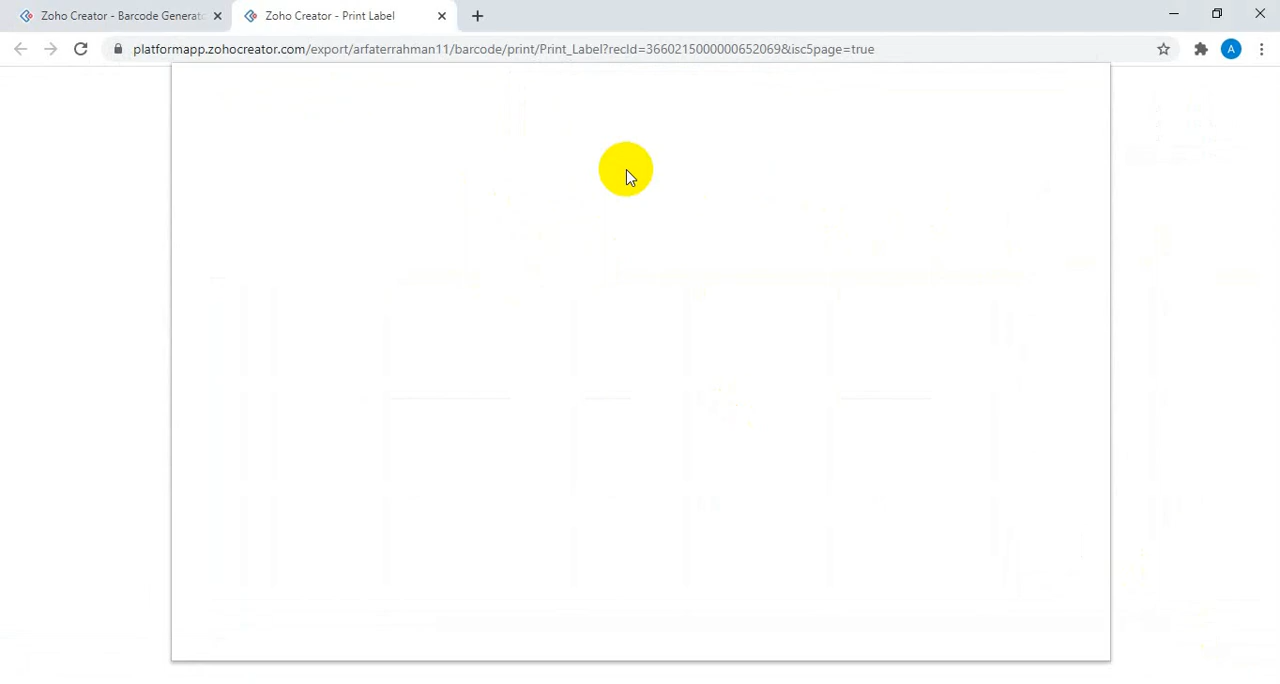 Zoho Creator - Barcode Generato
Zoho Creator - Print Label
platformapp.zohocreator.com/export/arfaterrahman11/barcode/print/Print_Label?recId=3660215000000652069&isc5page=true
A